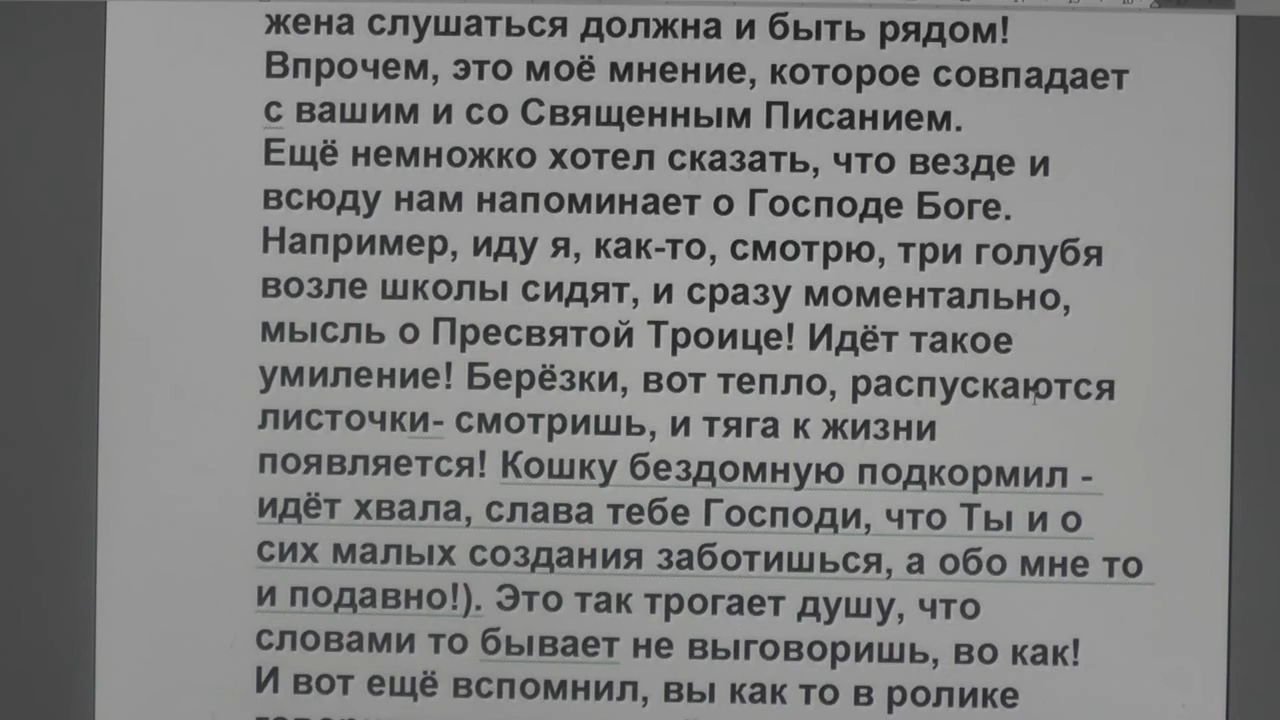 жена слушаться должна и быть рядом!
Впрочем, это моё мнение, которое совпадает
с вашим и со Священным Писанием.
Ещё немножко хотел сказать, что везде и
всюду нам напоминает о Господе Боге.
Например, иду я, как-то, смотрю, три голубя
возле школы сидят, и сразу моментально,
мысль о Пресвятой Троице! Идёт такое
умиление! Берёзки, вот тепло, распускаются
листочки- смотришь, и тяга к жизни
появляется! Кошку бездомную подкормил -
идёт хвала, слава тебе Господи, что Ты и о
сих малых создания заботишься, а обо мне то
и подавно!). Это так трогает душу, что
словами то бывает не выговоришь, во как!
И вот ещё вспомнил, вы как то в ролике